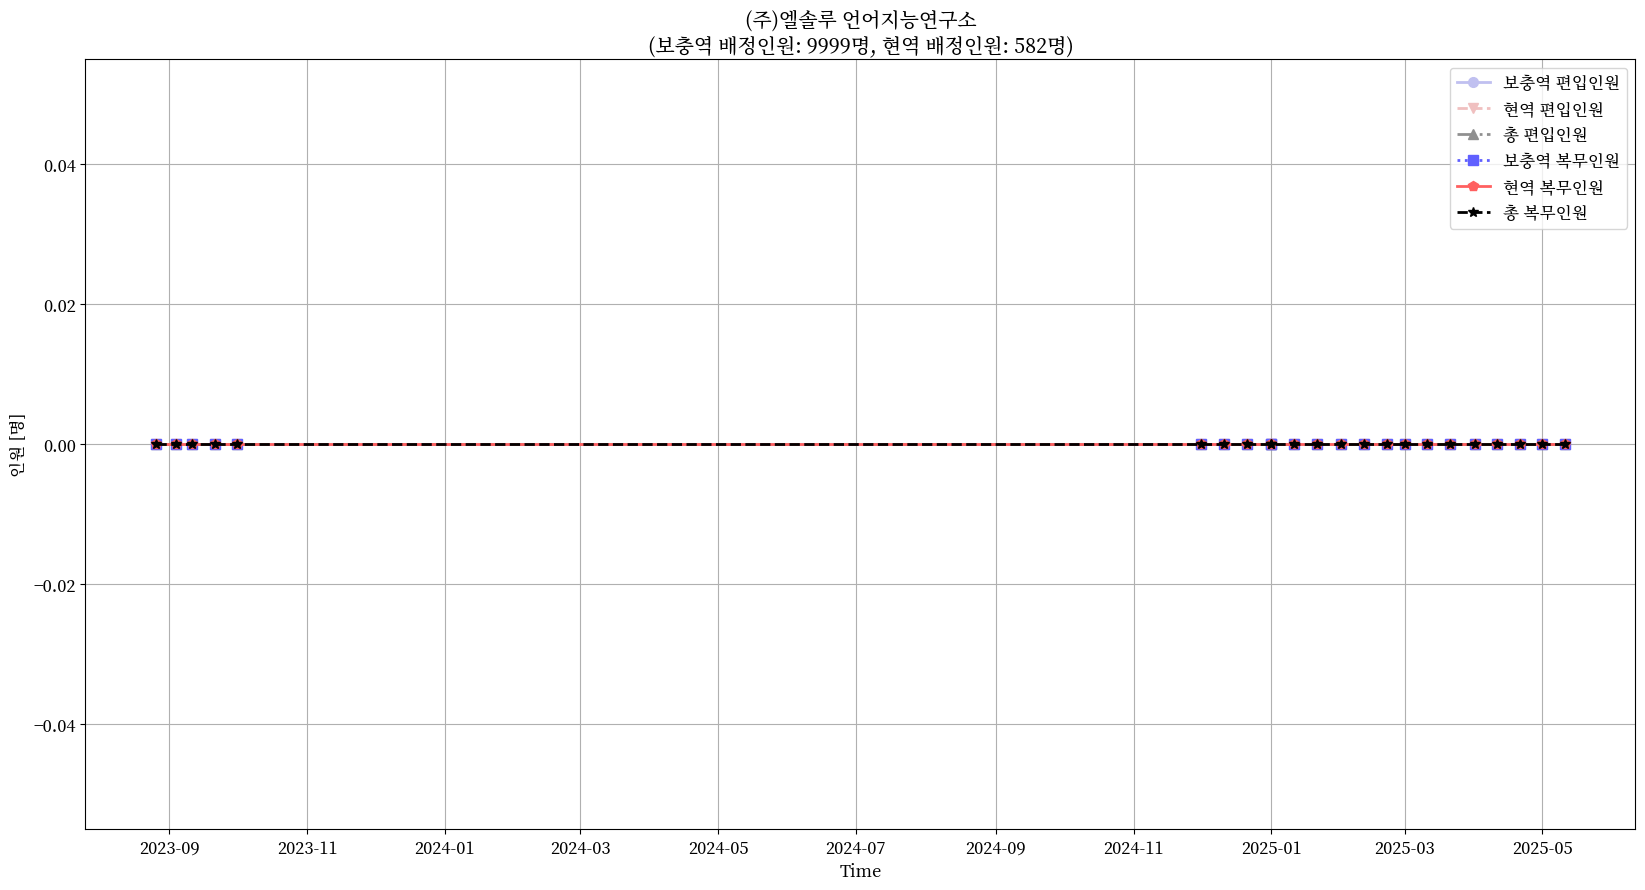 (주)엘솔루 언어지능연구소
(보충역 배정인원: 9999명, 현역 배정인원: 582명)
보충역 편입인원
현역 편입인원
총 편입인원
보충역 복무인원
현역 복무인원
총 복무인원
인원 [명]
0.04
0.02
0.00
−0.02
−0.04
2023-09 2023-11 2024-01 2024-03 2024-05 2024-07 2024-09 2024-11 2025-01 2025-03 2025-05
Time